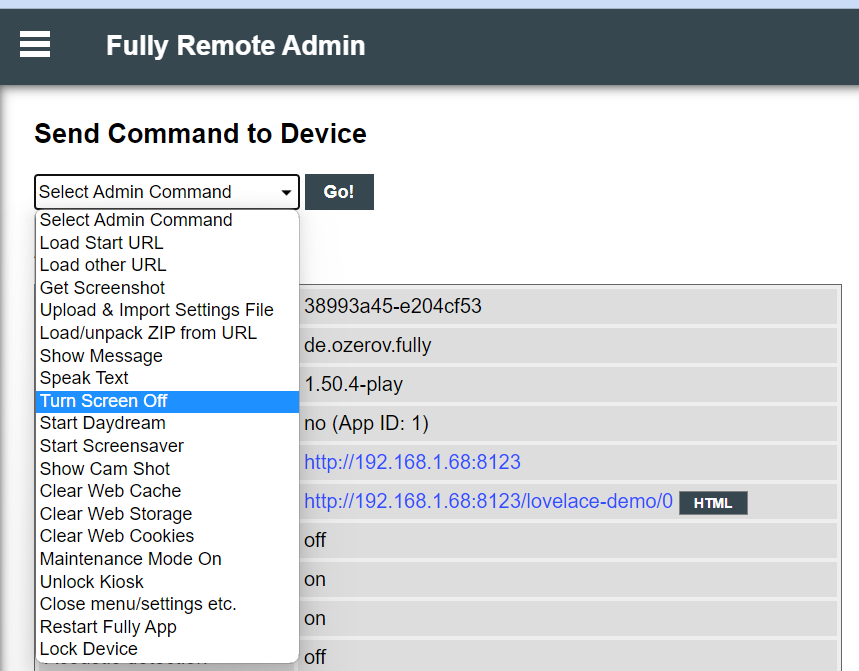 Fully Remote Admin
Send Command to Device
Select Admin Command Go!
Select Admin Command
Load Start URL
Load other URL
Get Screenshot
Upload & Import Settings File
Load/unpack ZIP from URL
Show Message
Speak Text
Turn Screen Off
Start Daydream
Start Screensaver
Show Cam Shot
Clear Web Cache
Clear Web Storage
Clear Web Cookies
Maintenance Mode On
Unlock Kiosk
Close menu/settings etc.
Restart Fully App
Lock Device
38993a45-e204cf53
de.ozerov.fully
1.50.4-play
no (App ID: 1)
http://192.168.1.68:8123
http://192.168.1.68:8123/lovelace-demo/0 HTML
off
on
on
off